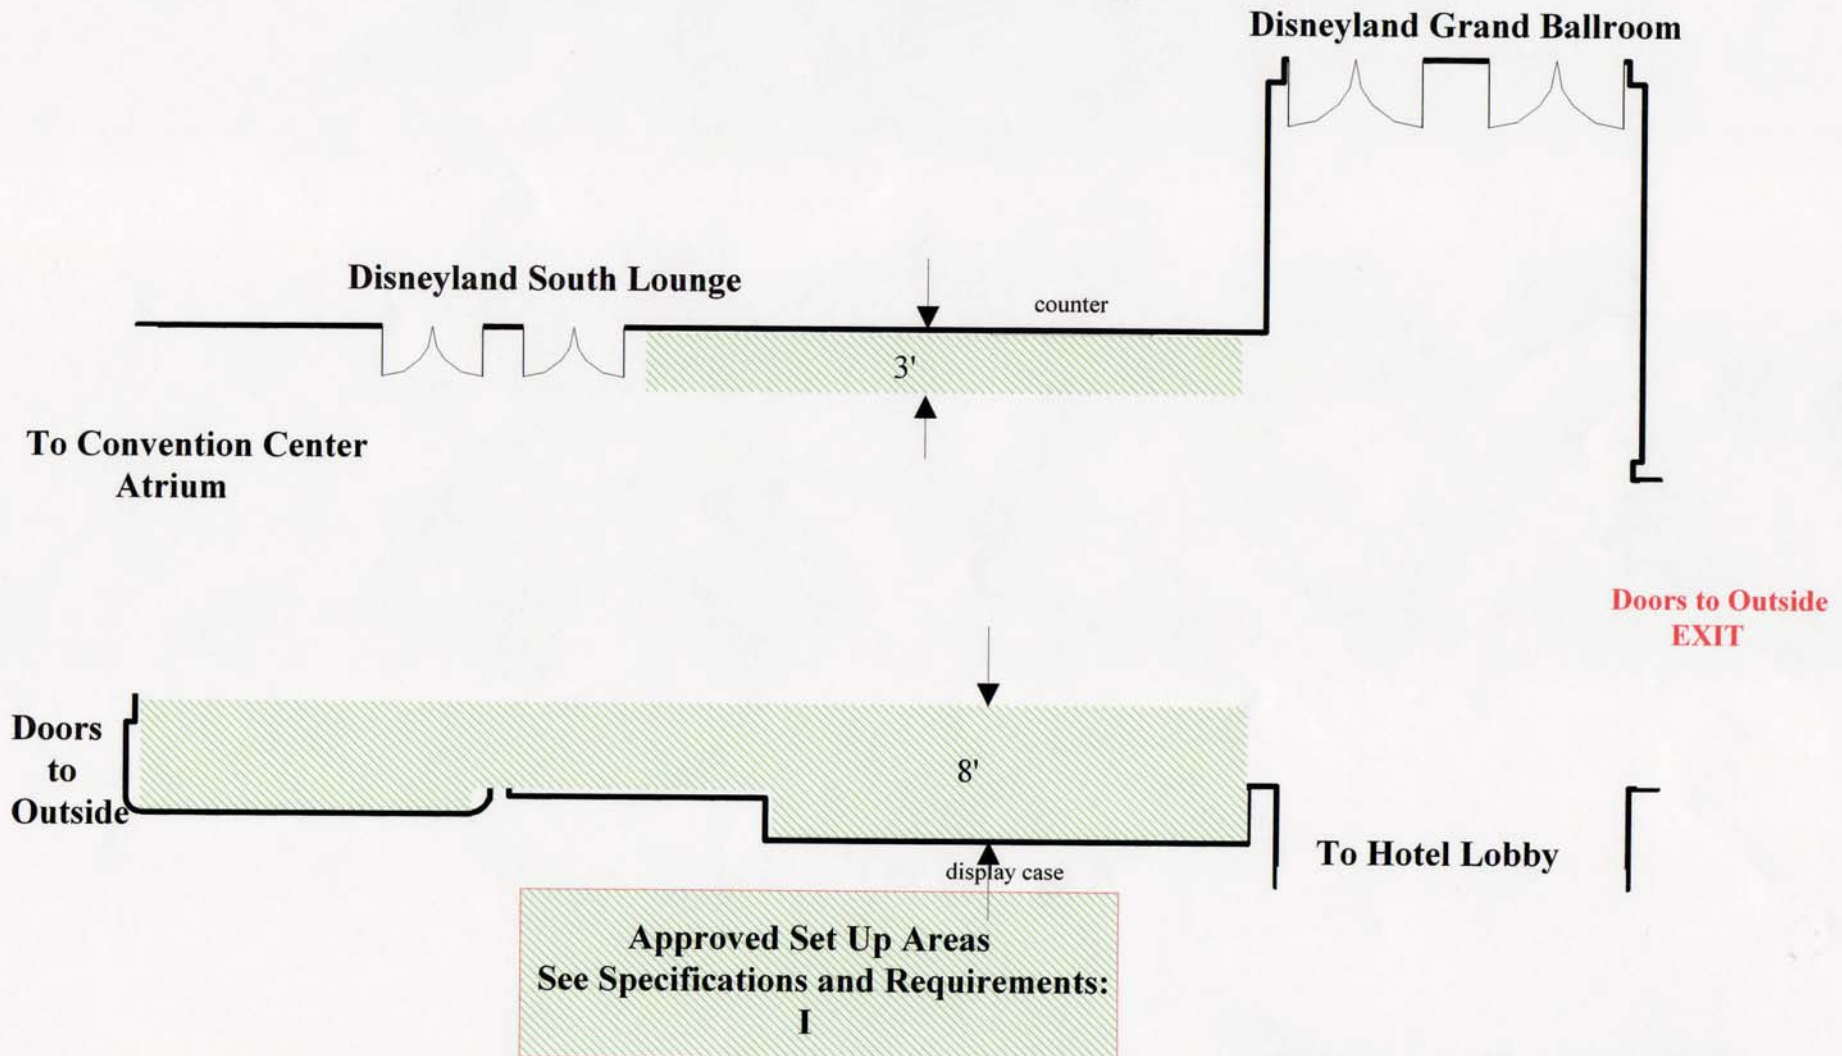 Disneyland Grand Ballroom
Disneyland South Lounge
counter
3'
To Convention Center
Atrium
Doors to Outside
EXIT
Doors
to
Outside
8'
To Hotel Lobby
display case
Approved Set Up Areas
See Specifications and Requirements:
I